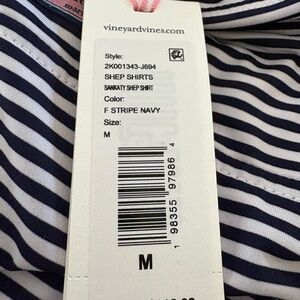 vineyardvines.com
Style:
2K001343-J694
SHEP SHIRTS
SANKATY SHEP SHIRT
Color:
F STRIPE NAVY
Size:
M
1 98355 97986 4
M